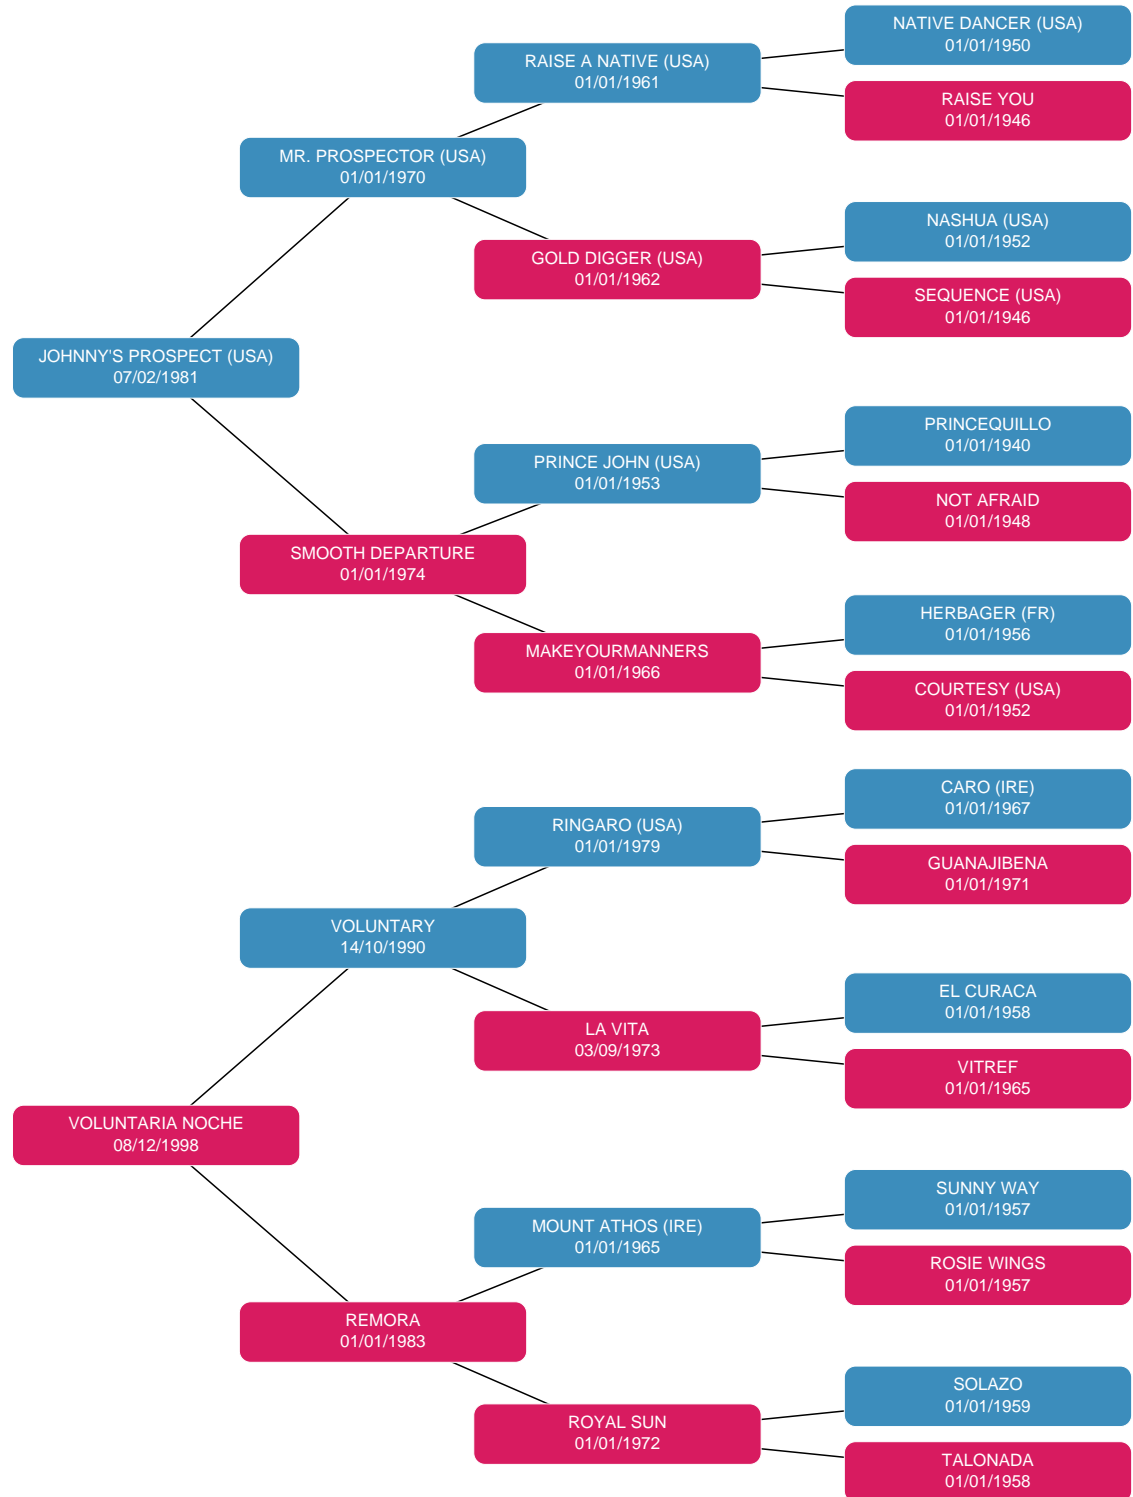 NATIVE DANCER (USA)
01/01/1950
RAISE A NATIVE (USA)
01/01/1961
RAISE YOU
01/01/1946
MR. PROSPECTOR (USA)
01/01/1970
NASHUA (USA)
01/01/1952
GOLD DIGGER (USA)
01/01/1962
SEQUENCE (USA)
01/01/1946
JOHNNY'S PROSPECT (USA)
07/02/1981
PRINCEQUILLO
01/01/1940
PRINCE JOHN (USA)
01/01/1953
NOT AFRAID
01/01/1948
SMOOTH DEPARTURE
01/01/1974
HERBAGER (FR)
01/01/1956
MAKEYOURMANNERS
01/01/1966
COURTESY (USA)
01/01/1952
CARO (IRE)
01/01/1967
RINGARO (USA)
01/01/1979
GUANAJIBENA
01/01/1971
VOLUNTARY
14/10/1990
EL CURACA
01/01/1958
LA VITA
03/09/1973
VITREF
01/01/1965
VOLUNTARIA NOCHE
08/12/1998
SUNNY WAY
01/01/1957
MOUNT ATHOS (IRE)
01/01/1965
ROSIE WINGS
01/01/1957
REMORA
01/01/1983
SOLAZO
01/01/1959
ROYAL SUN
01/01/1972
TALONADA
01/01/1958